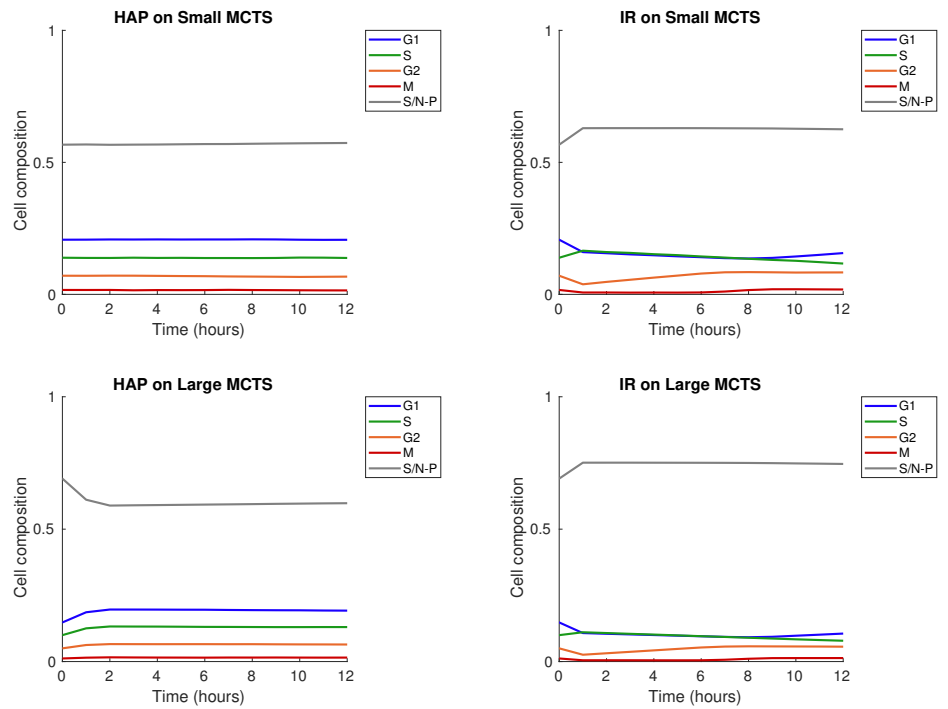 HAP on Small MCTS
1
0.5
0
Cell composition
0 2 4 6 8 10 12
Time (hours)
G1
S
G2
M
S/N-P
IR on Small MCTS
1
0.5
0
Cell composition
0 2 4 6 8 10 12
Time (hours)
G1
S
G2
M
S/N-P
HAP on Large MCTS
1
0.5
0
Cell composition
0 2 4 6 8 10 12
Time (hours)
G1
S
G2
M
S/N-P
IR on Large MCTS
1
0.5
0
Cell composition
0 2 4 6 8 10 12
Time (hours)
G1
S
G2
M
S/N-P